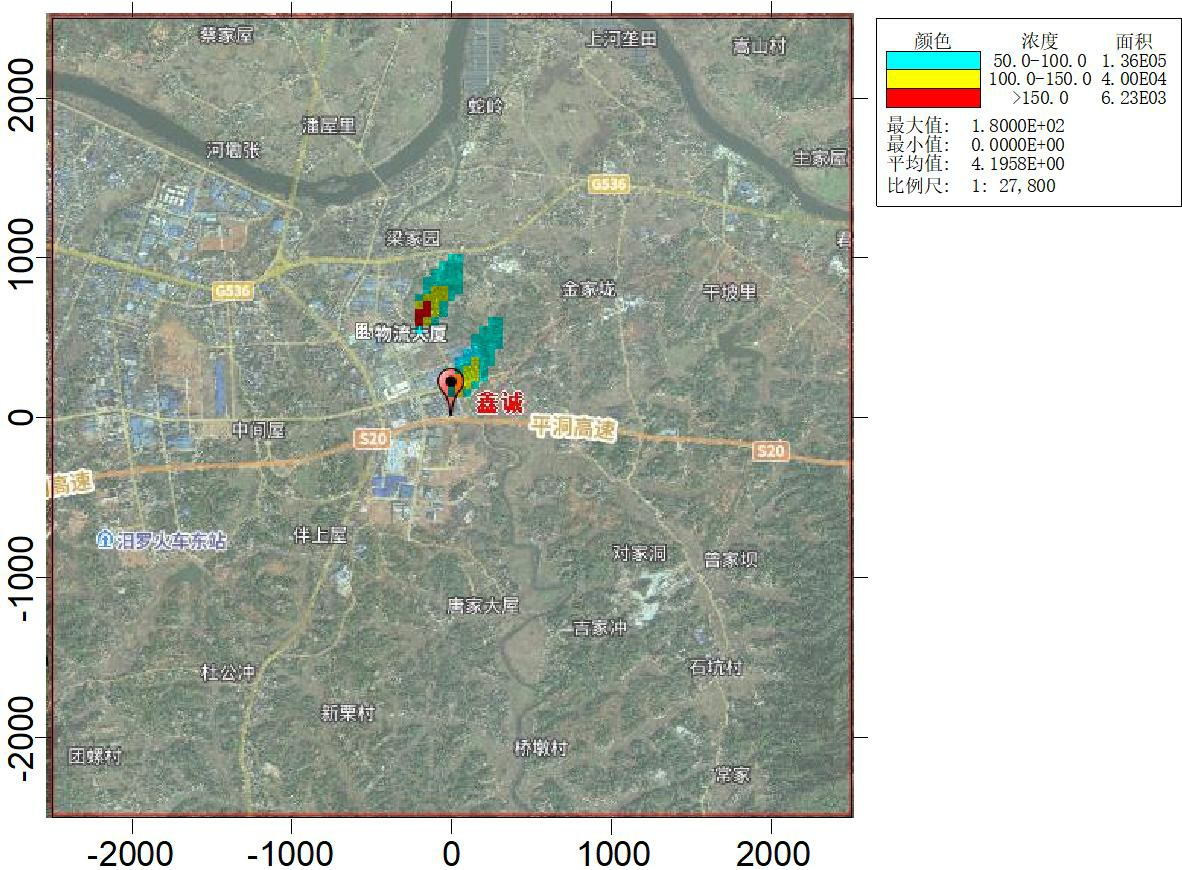 蔡家屋
上河垄田
嵩山村
颜色 浓度 面积
50.0-100.0 1.36E05
100.0-150.0 4.00E04
>150.0 6.23E03
最大值: 1.8000E+02
最小值: 0.0000E+00
平均值: 4.1958E+00
比例尺: 1: 27,800
2000
蛇岭
潘屋里
河塘张
圭家屋
G536
梁家园
1000
G536
金家垅
干坡里
物流大厦
鑫诚
0
中间屋
S20
平洞高速
S20
高速
汨罗火车东站
伴上屋
对家洞
曾家坝
-1000
唐家大屋
吉家冲
杜公冲
石坑村
新栗村
-2000
团螺村
桥墩村
常家
-2000 -1000 0 1000 2000